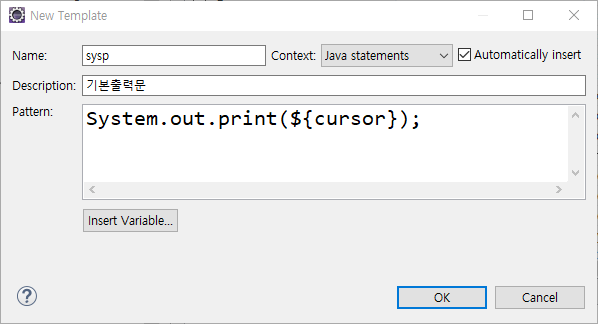 New Template
Name: sysp Context: Java statements Automatically insert
Description: 기본출력문
Pattern: System.out.print(${cursor});
Insert Variable...
? OK Cancel